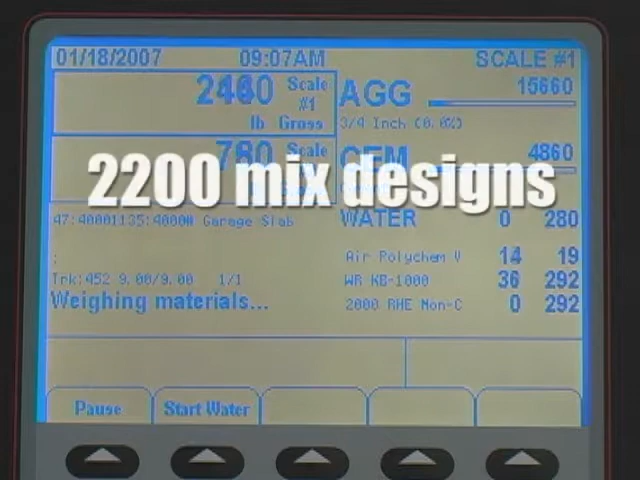 01/18/2007 09:07AM SCALE #1
Scale #1
lb Gross
AGG 15660
3/4 Inch (0.0%)
780 Scale
CEM 4860
2200 mix designs
47:40001135:4000# Garage Slab
WATER 0 280
:
Air Polychem V 14 19
Trk:452 9.00/9.00 1/1
WR KB-1000 36 292
Weighing materials...
2000 RHE Non-C 0 292
Pause Start Water